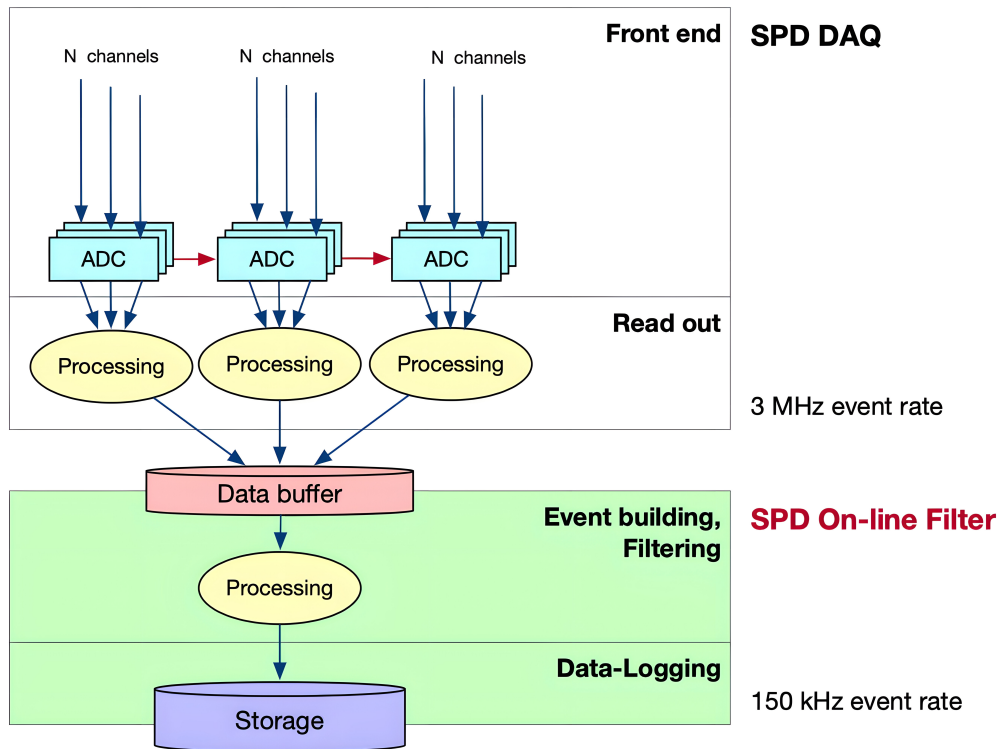 Front end
SPD DAQ
N channels
N channels
N channels
ADC
ADC
ADC
Read out
Processing
Processing
Processing
3 MHz event rate
Data buffer
Event building,
Filtering
SPD On-line Filter
Processing
Data-Logging
150 kHz event rate
Storage